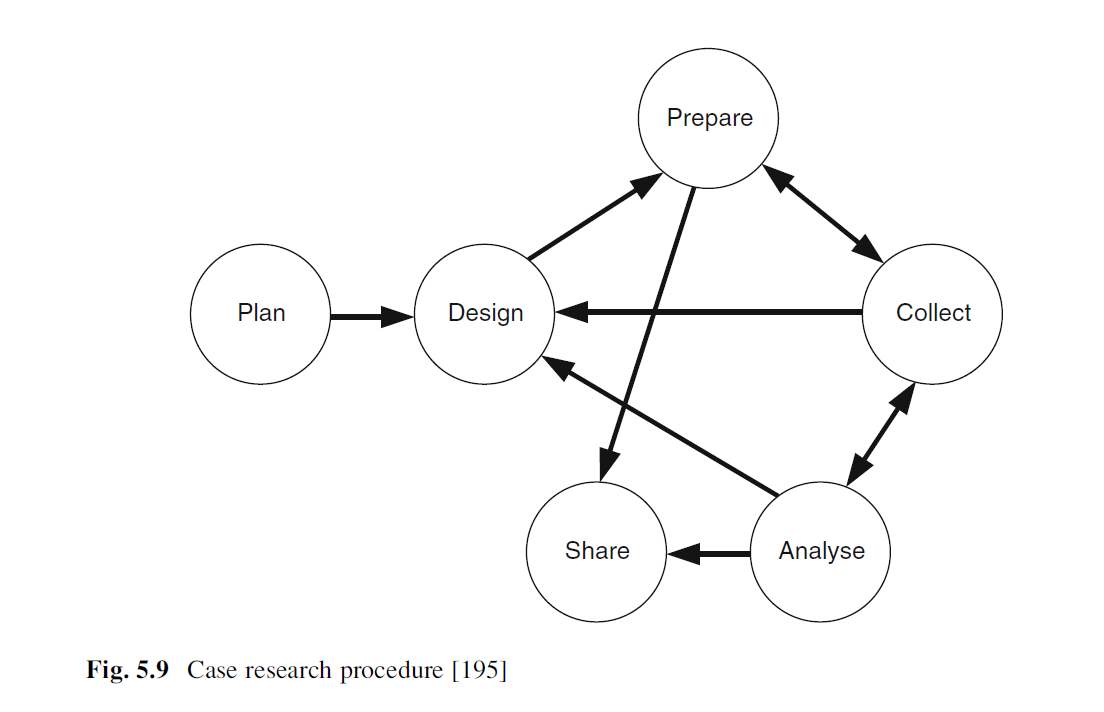 Prepare
Plan
Design
Collect
Share
Analyse
Fig. 5.9 Case research procedure [195]